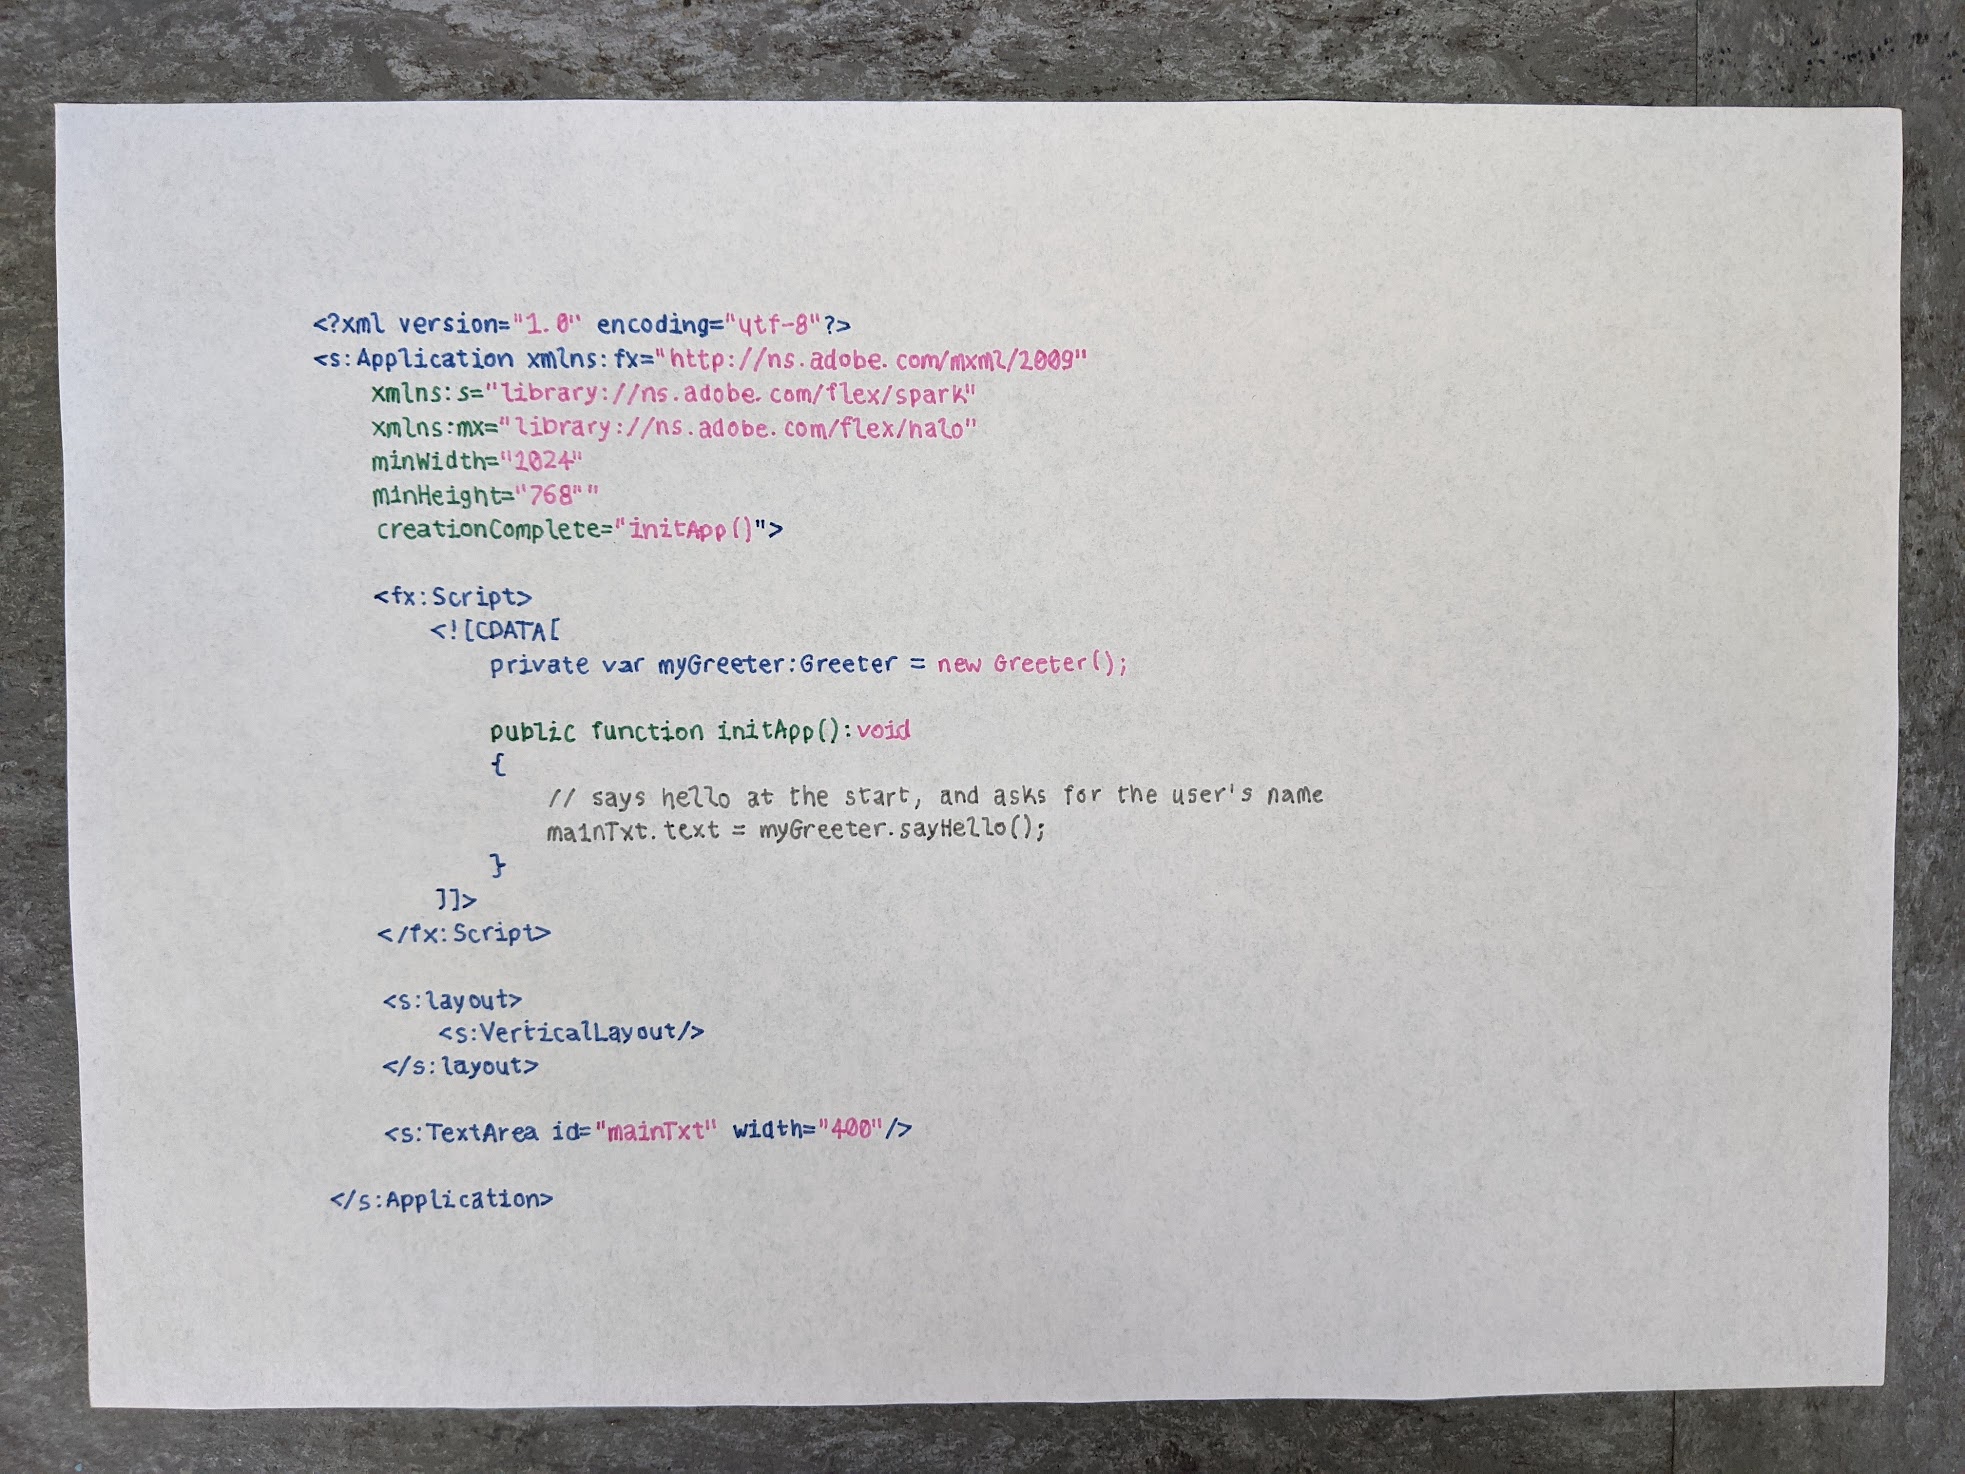 <?xml version="1.0" encoding="utf-8"?>
<s:Application xmlns:fx="http://ns.adobe.com/mxml/2009"
    xmlns:s="library://ns.adobe.com/flex/spark"
    xmlns:mx="library://ns.adobe.com/flex/halo"
    minWidth="1024"
    minHeight="768""
    creationComplete="initApp()">

    <fx:Script>
        <![CDATA[
            private var myGreeter:Greeter = new Greeter();

            public function initApp():void
            {
                // says hello at the start, and asks for the user's name
                mainTxt.text = myGreeter.sayHello();
            }
        ]]>
    </fx:Script>

    <s:layout>
        <s:VerticalLayout/>
    </s:layout>

    <s:TextArea id="mainTxt" width="400"/>

</s:Application>